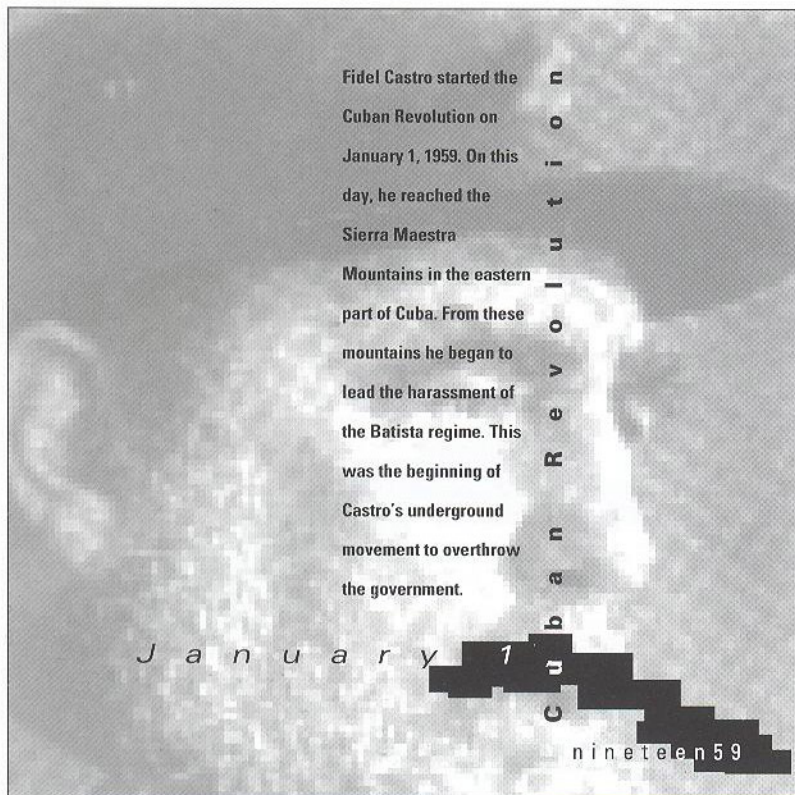 Fidel Castro started the
Cuban Revolution on
January 1, 1959. On this
day, he reached the
Sierra Maestra
Mountains in the eastern
part of Cuba. From these
mountains he began to
lead the harassment of
the Batista regime. This
was the beginning of
Castro's underground
movement to overthrow
the government.
Cuban Revolution
January 1
nineteen59